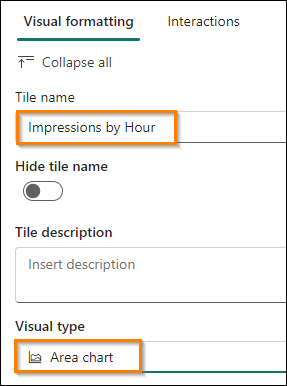 Visual formatting Interactions
Collapse all
Tile name
Impressions by Hour
Hide tile name
Tile description
Insert description
Visual type
Area chart